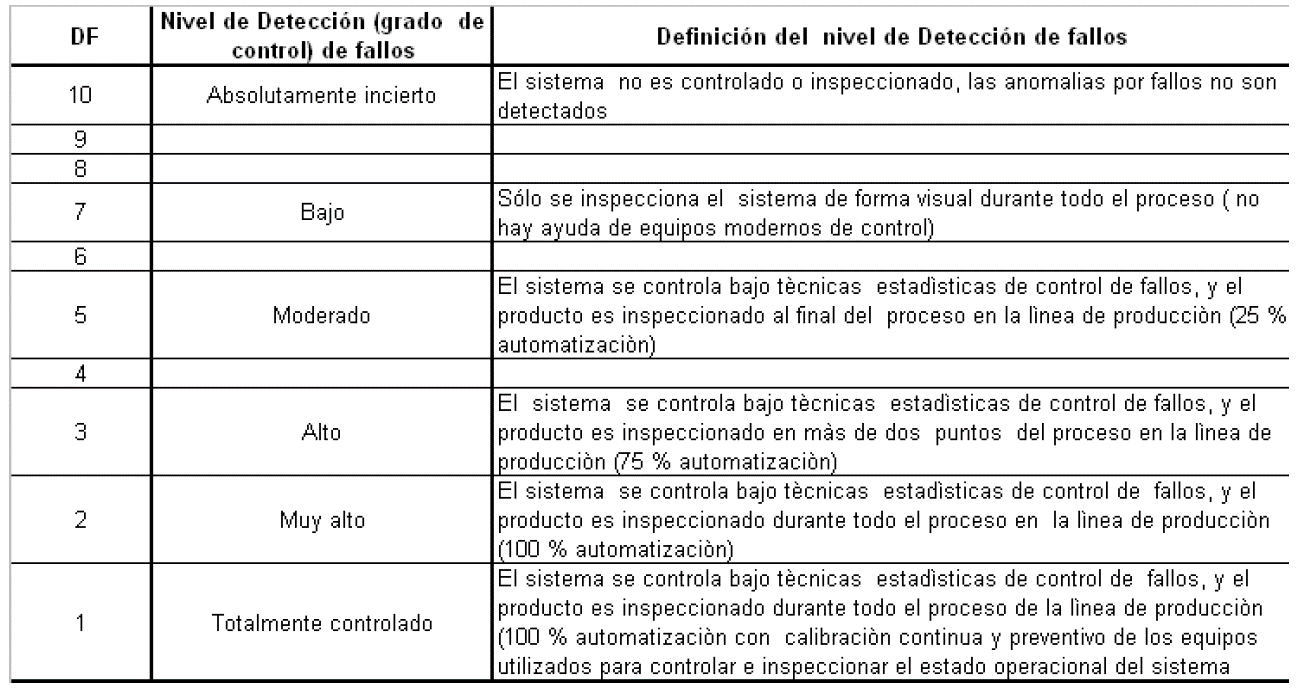 DF
Nivel de Detección (grado de
control) de fallos
Definición del nivel de Detección de fallos
10
Absolutamente incierto
El sistema no es controlado o inspeccionado, las anomalias por fallos no son
detectados
9
8
7
Bajo
Sólo se inspecciona el sistema de forma visual durante todo el proceso ( no
hay ayuda de equipos modernos de control)
6
5
Moderado
El sistema se controla bajo tècnicas estadìsticas de control de fallos, y el
producto es inspeccionado al final del proceso en la lìnea de producciòn (25 %
automatizaciòn)
4
3
Alto
El sistema se controla bajo tècnicas estadìsticas de control de fallos, y el
producto es inspeccionado en màs de dos puntos del proceso en la lìnea de
producciòn (75 % automatizaciòn)
2
Muy alto
El sistema se controla bajo tècnicas estadìsticas de control de fallos, y el
producto es inspeccionado durante todo el proceso en la lìnea de producciòn
(100 % automatizaciòn)
1
Totalmente controlado
El sistema se controla bajo tècnicas estadìsticas de control de fallos, y el
producto es inspeccionado durante todo el proceso de la lìnea de producciòn
(100 % automatizaciòn con calibraciòn continua y preventivo de los equipos
utilizados para controlar e inspeccionar el estado operacional del sistema